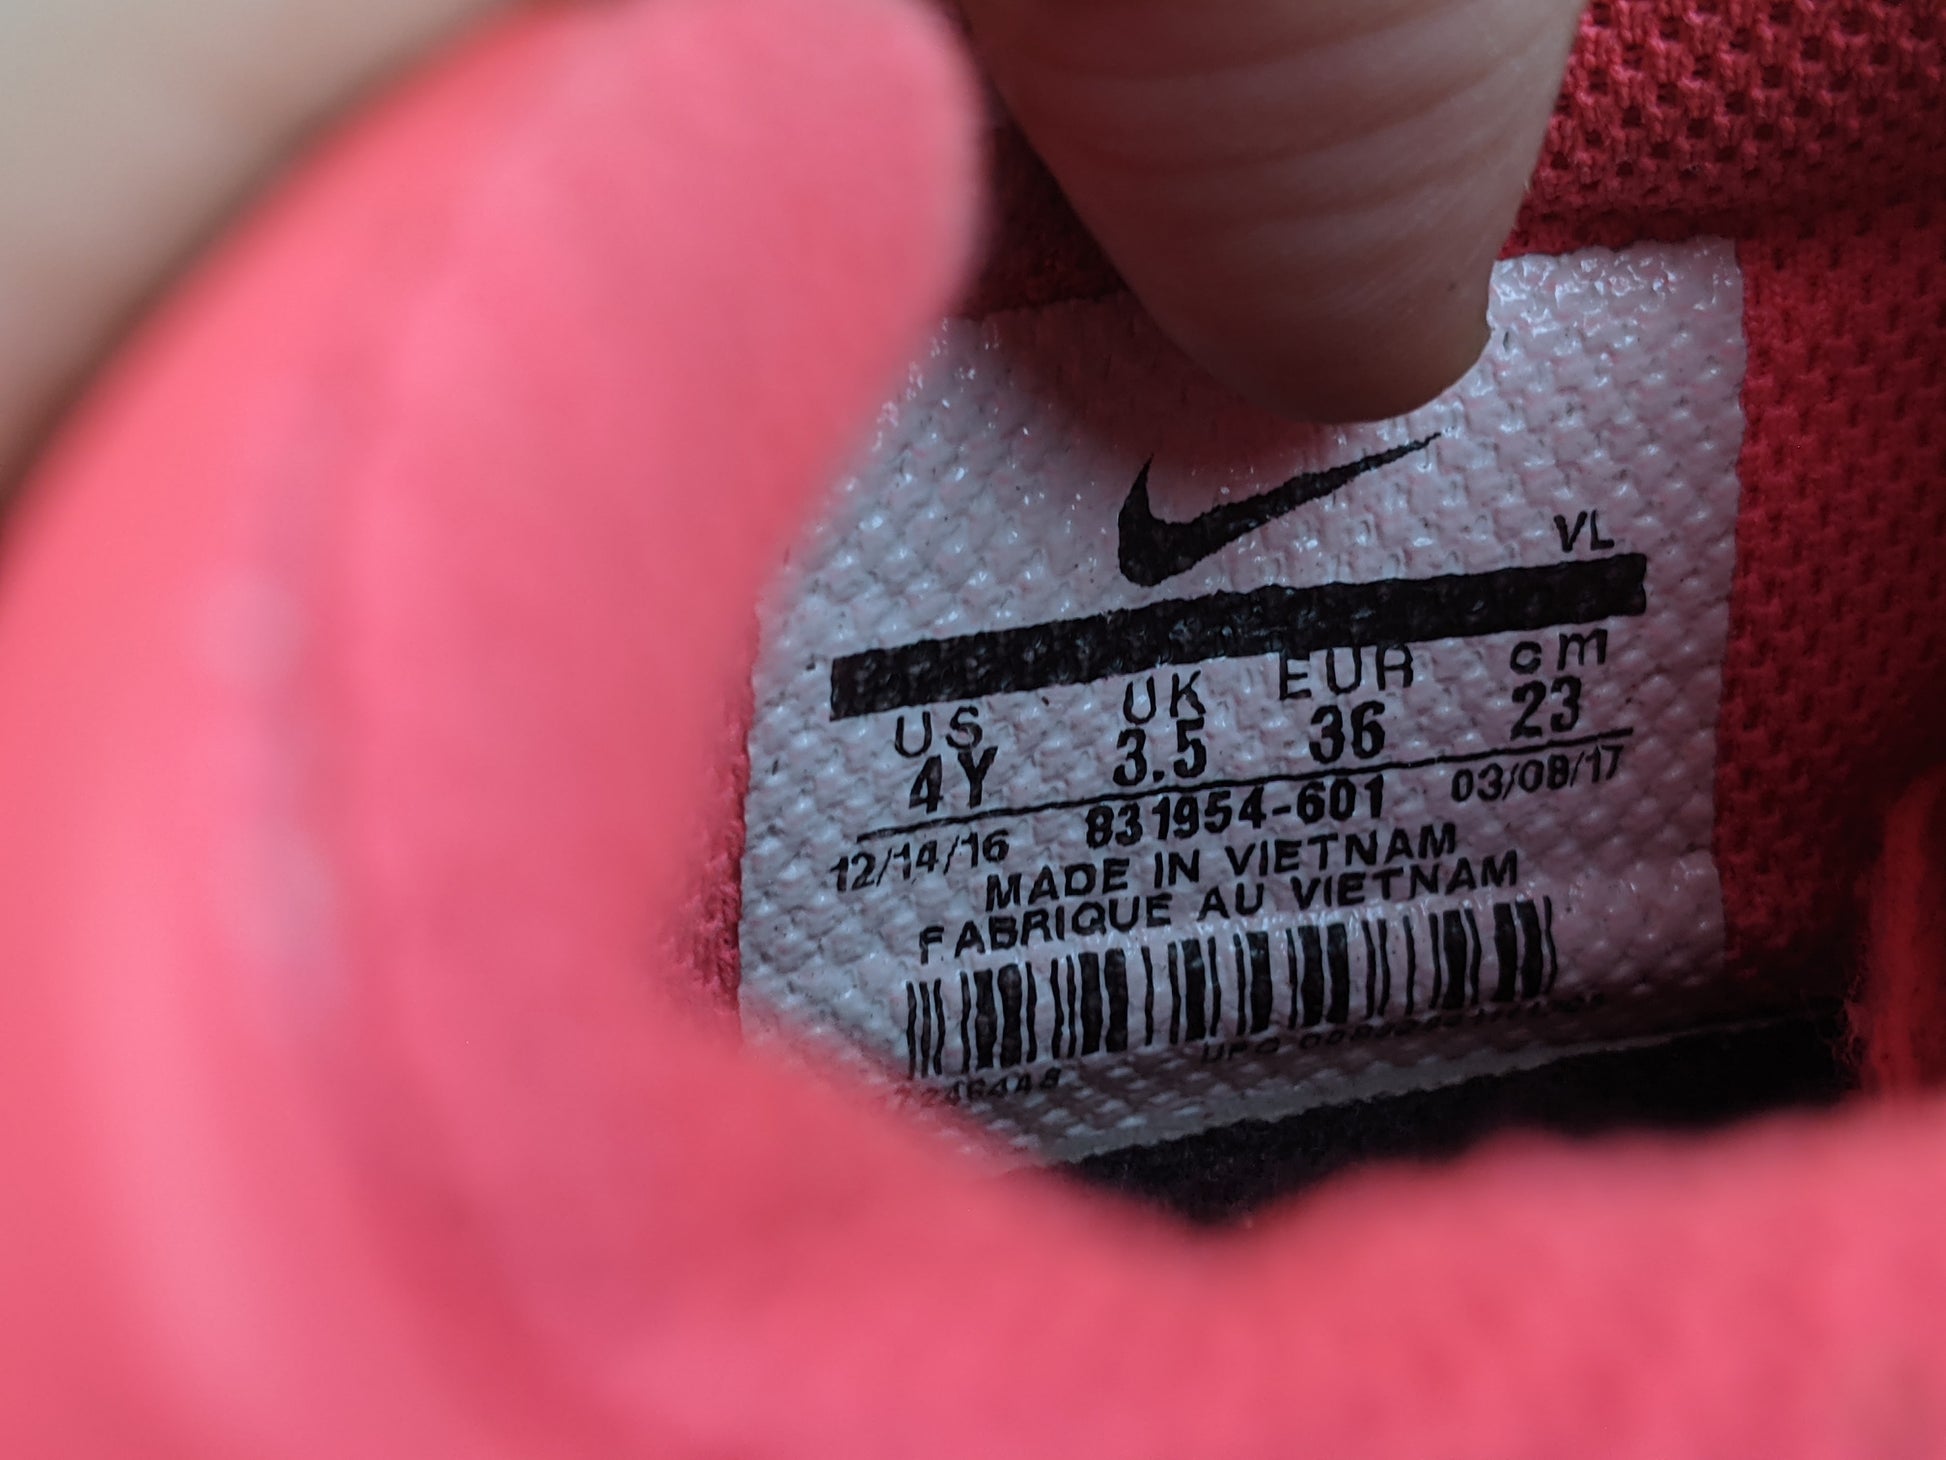 VL
US UK EUR cm
4Y 3.5 36 23
12/14/16 831954-601 03/08/17
MADE IN VIETNAM
FABRIQUE AU VIETNAM
UPC